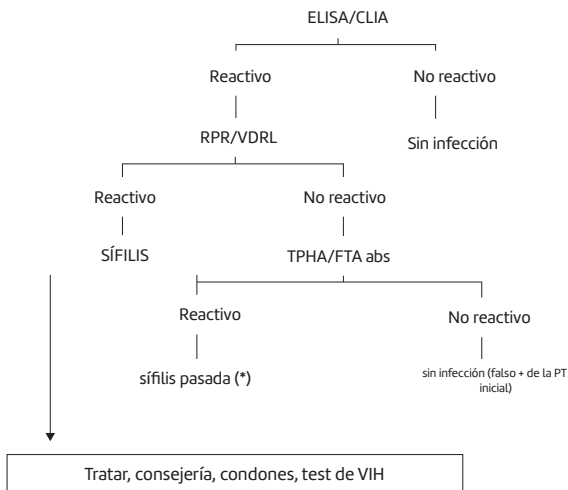 ELISA/CLIA
Reactivo
No reactivo
RPR/VDRL
Sin infección
Reactivo
No reactivo
SÍFILIS
TPHA/FTA abs
Reactivo
No reactivo
sífilis pasada (*)
sin infección (falso + de la PT
inicial)
Tratar, consejería, condones, test de VIH